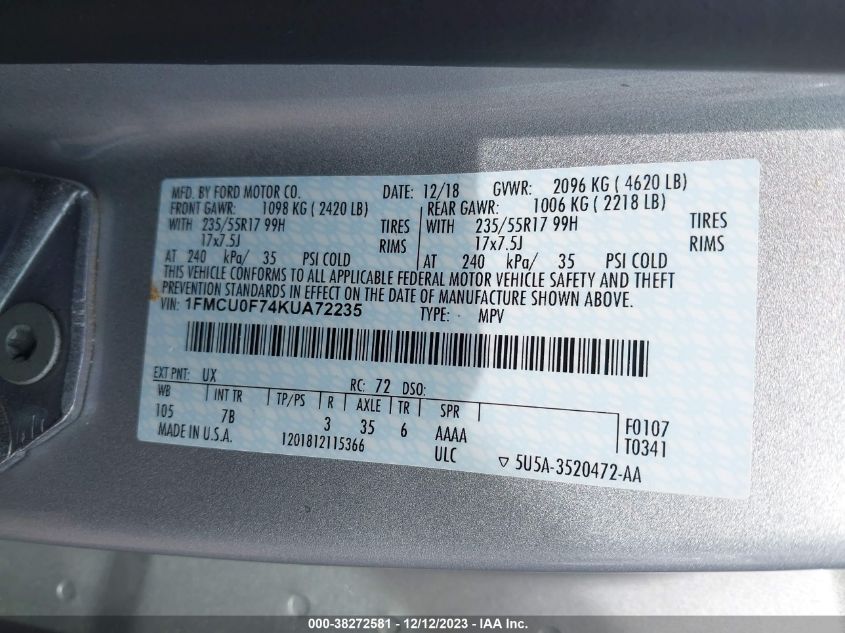 MFD. BY FORD MOTOR CO. DATE: 12/18 GVWR: 2096 KG ( 4620 LB)
FRONT GAWR: 1098 KG ( 2420 LB) REAR GAWR: 1006 KG ( 2218 LB)
WITH 235/55R17 99H TIRES WITH 235/55R17 99H TIRES
17x7.5J RIMS 17x7.5J RIMS
AT 240 kPa/ 35 PSI COLD AT 240 kPa/ 35 PSI COLD
THIS VEHICLE CONFORMS TO ALL APPLICABLE FEDERAL MOTOR VEHICLE SAFETY AND THEFT
PREVENTION STANDARDS IN EFFECT ON THE DATE OF MANUFACTURE SHOWN ABOVE.
VIN: 1FMCU0F74KUA72235 TYPE: MPV
EXT PNT: UX RC: 72 DSO:
WB INT TR TP/PS R AXLE TR SPR
105 7B 3 35 6 AAAA F0107
MADE IN U.S.A. 1201812115366 ULC T0341
▽ 5U5A-3520472-AA
000-38272581 - 12/12/2023 - IAA Inc.